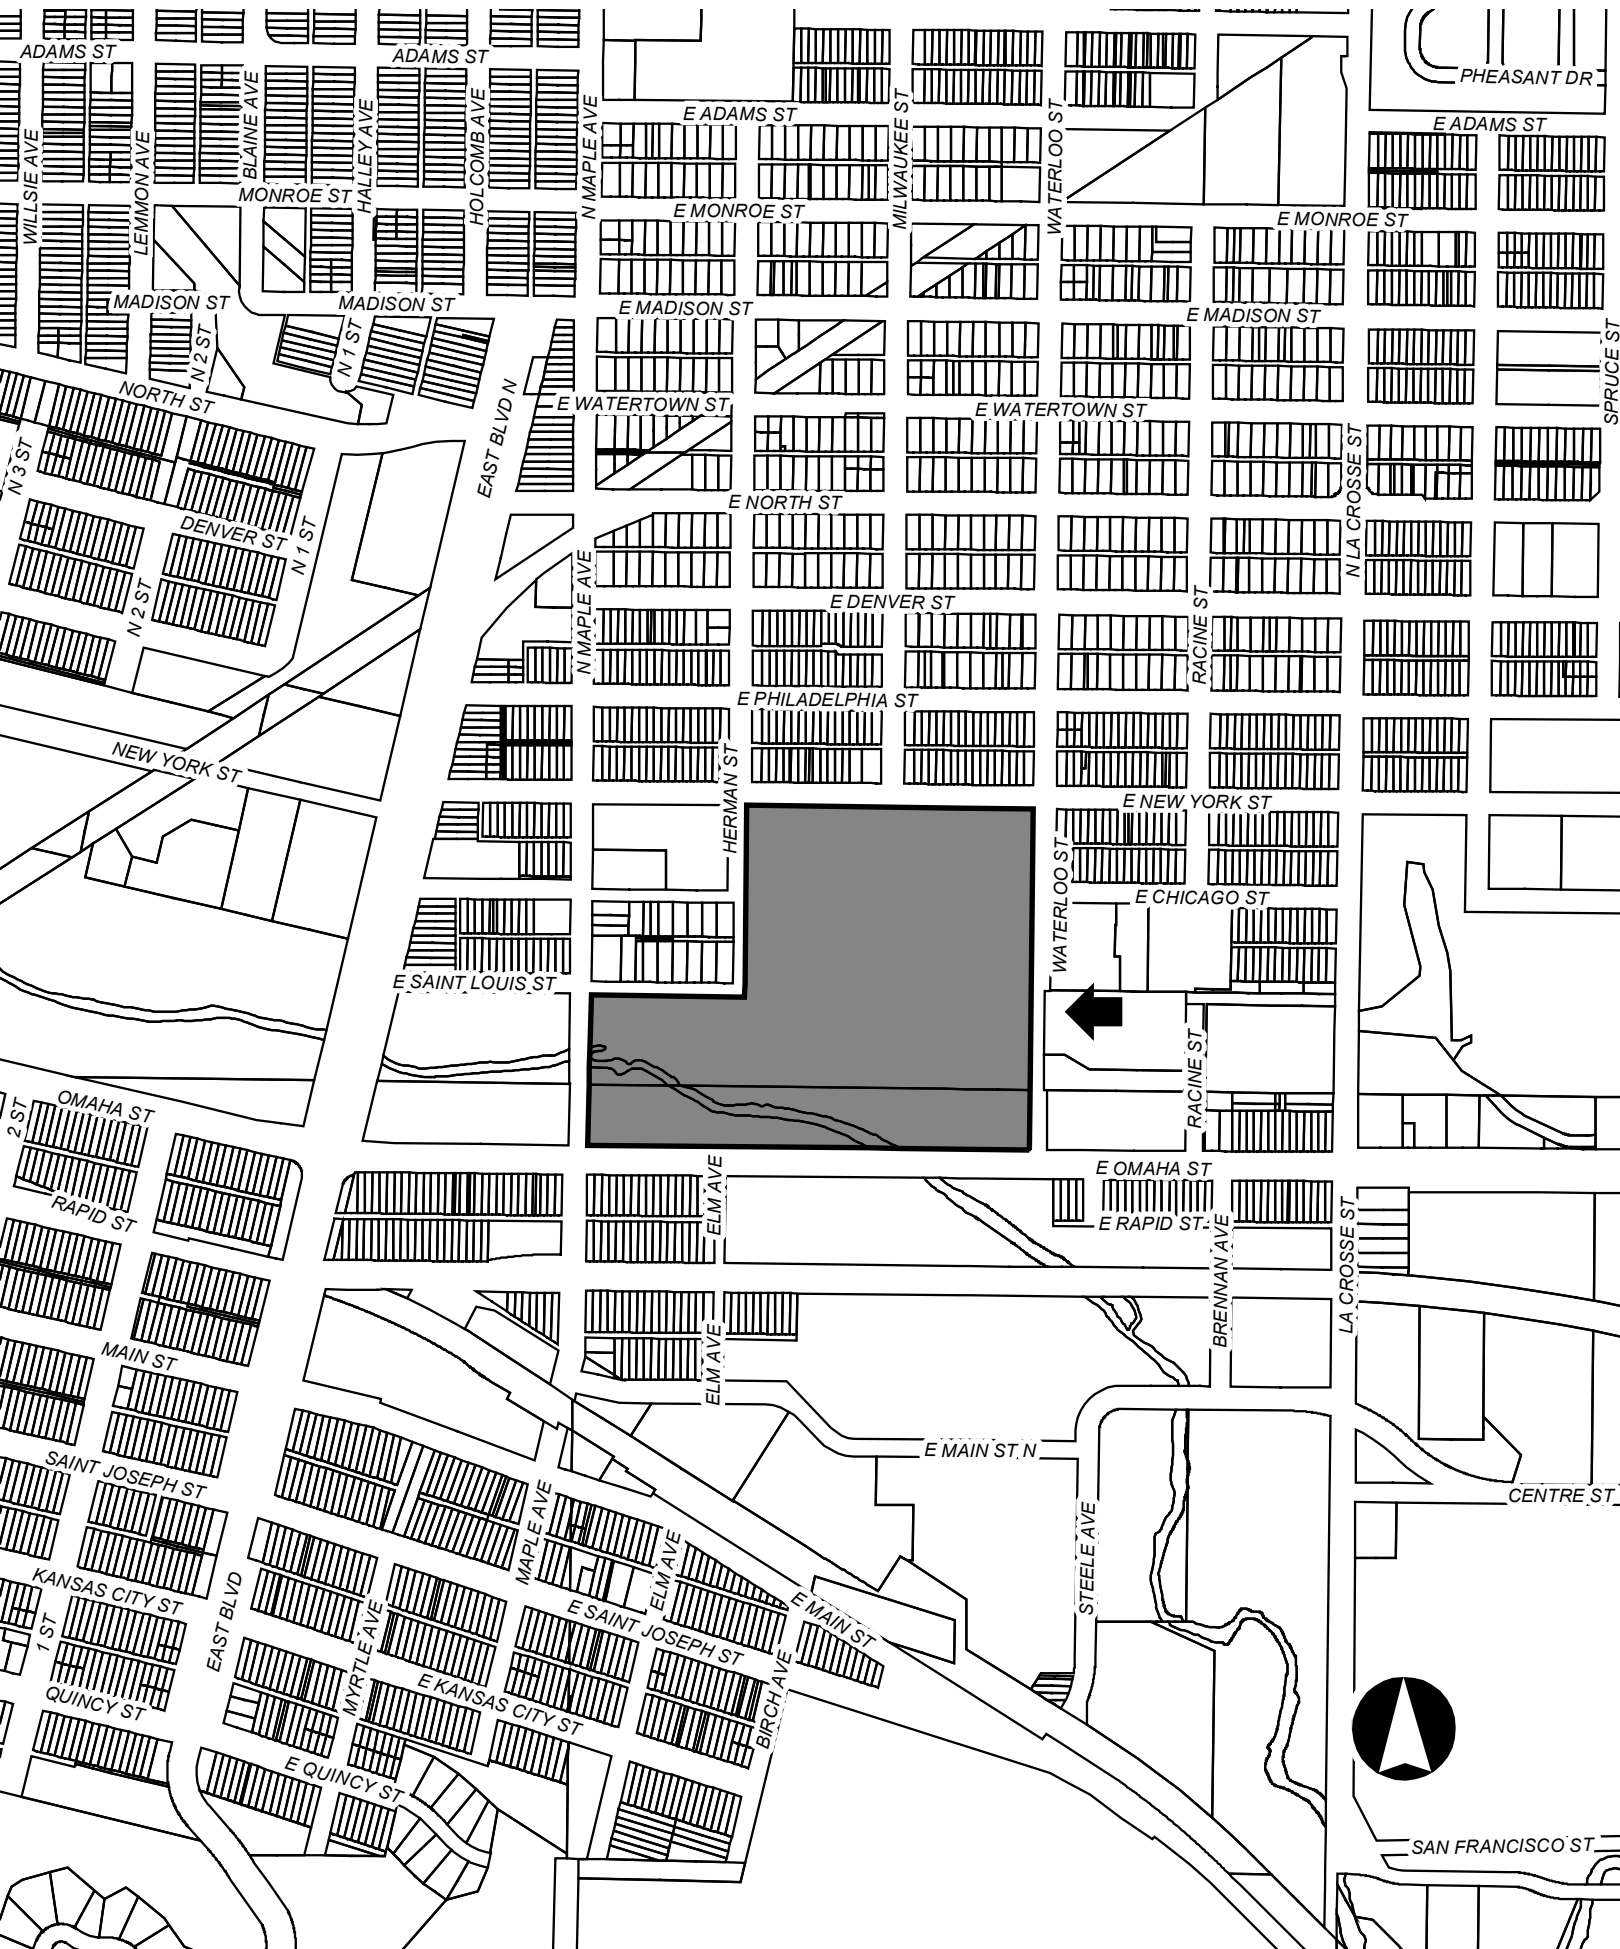 ADAMS ST
ADAMS ST
PHEASANT DR
E ADAMS ST
E ADAMS ST
WILLSIE AVE
LEMMON AVE
BLAINE AVE
HALLEY AVE
HOLCOMB AVE
N MAPLE AVE
MILWAUKEE ST
WATERLOO ST
MONROE ST
E MONROE ST
E MONROE ST
MADISON ST
MADISON ST
E MADISON ST
E MADISON ST
N 2 ST
N 1 ST
SPRUCE ST
NORTH ST
EAST BLVD N
E WATERTOWN ST
E WATERTOWN ST
N 3 ST
N LA CROSSE ST
E NORTH ST
DENVER ST
N 1 ST
N 2 ST
N MAPLE AVE
E DENVER ST
RACINE ST
E PHILADELPHIA ST
NEW YORK ST
HERMAN ST
E NEW YORK ST
WATERLOO ST
E CHICAGO ST
E SAINT LOUIS ST
RACINE ST
OMAHA ST
2 ST
E OMAHA ST
ELM AVE
RAPID ST
E RAPID ST
BRENNAN AVE
LA CROSSE ST
MAIN ST
ELM AVE
E MAIN ST N
SAINT JOSEPH ST
CENTRE ST
MAPLE AVE
STEELE AVE
ELM AVE
KANSAS CITY ST
EAST BLVD
1 ST
MYRTLE AVE
E SAINT JOSEPH ST
E MAIN ST
QUINCY ST
E KANSAS CITY ST
BIRCH AVE
E QUINCY ST
SAN FRANCISCO ST